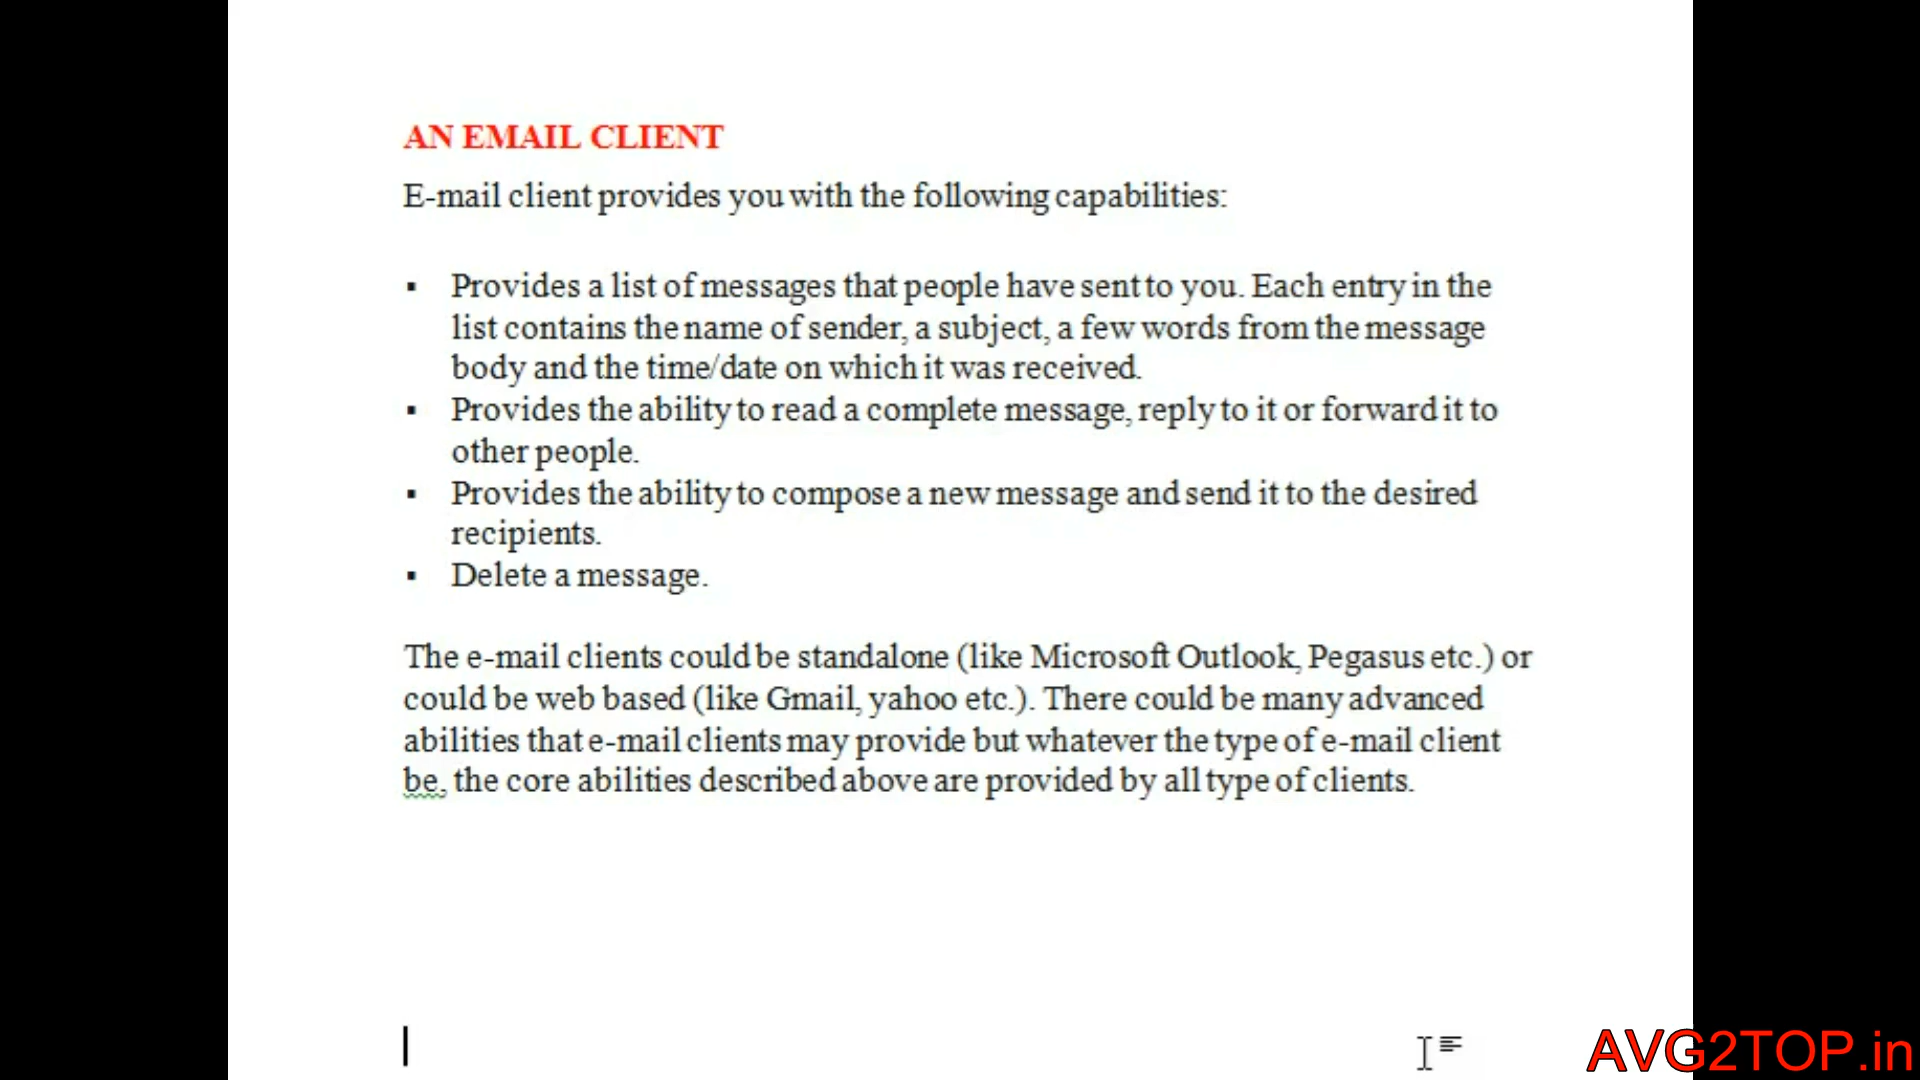 AN EMAIL CLIENT
E-mail client provides you with the following capabilities:
▪ Provides a list of messages that people have sent to you. Each entry in the
list contains the name of sender, a subject, a few words from the message
body and the time/date on which it was received.
▪ Provides the ability to read a complete message, reply to it or forward it to
other people.
▪ Provides the ability to compose a new message and send it to the desired
recipients.
▪ Delete a message.
The e-mail clients could be standalone (like Microsoft Outlook, Pegasus etc.) or
could be web based (like Gmail, yahoo etc.). There could be many advanced
abilities that e-mail clients may provide but whatever the type of e-mail client
be, the core abilities described above are provided by all type of clients.
AVG2TOP.in